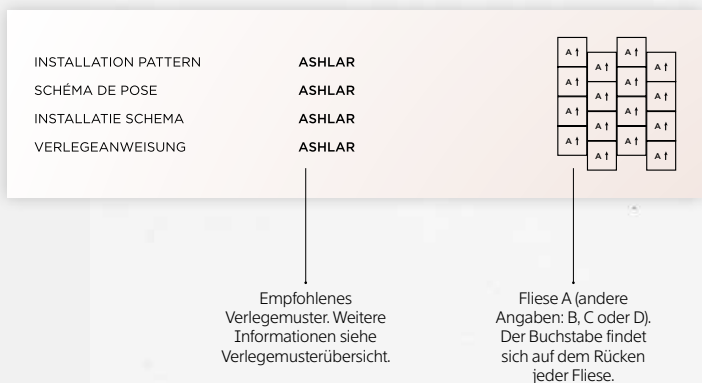 INSTALLATION PATTERN ASHLAR
SCHÉMA DE POSE ASHLAR
INSTALLATIE SCHEMA ASHLAR
VERLEGEANWEISUNG ASHLAR
A↑ A↑
A↑ A↑
A↑ A↑
A↑ A↑
A↑ A↑
A↑ A↑
A↑ A↑
A↑ A↑
Empfohlenes
Verlegemuster. Weitere
Informationen siehe
Verlegemusterübersicht.
Fliese A (andere
Angaben: B, C oder D).
Der Buchstabe findet
sich auf dem Rücken
jeder Fliese.